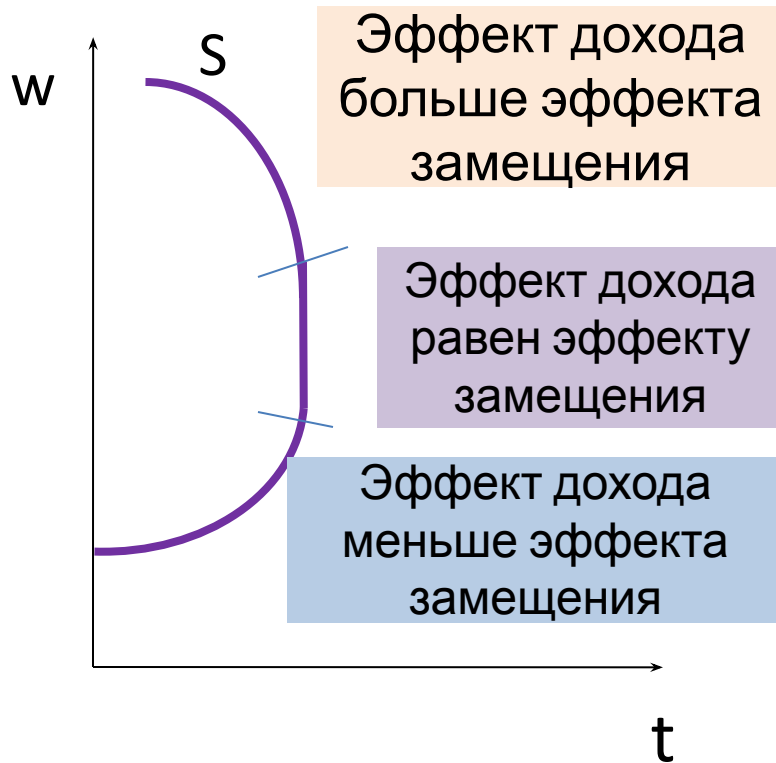 S
w
Эффект дохода
больше эффекта
замещения
Эффект дохода
равен эффекту
замещения
Эффект дохода
меньше эффекта
замещения
t